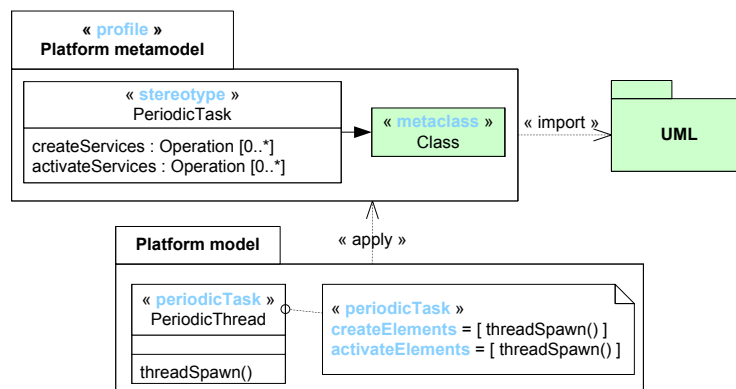 « profile »
Platform metamodel
« stereotype »
PeriodicTask
createServices : Operation [0..*]
activateServices : Operation [0..*]
« metaclass »
Class
« import »
UML
« apply »
Platform model
« periodicTask »
PeriodicThread
threadSpawn()
« periodicTask »
createElements = [ threadSpawn() ]
activateElements = [ threadSpawn() ]